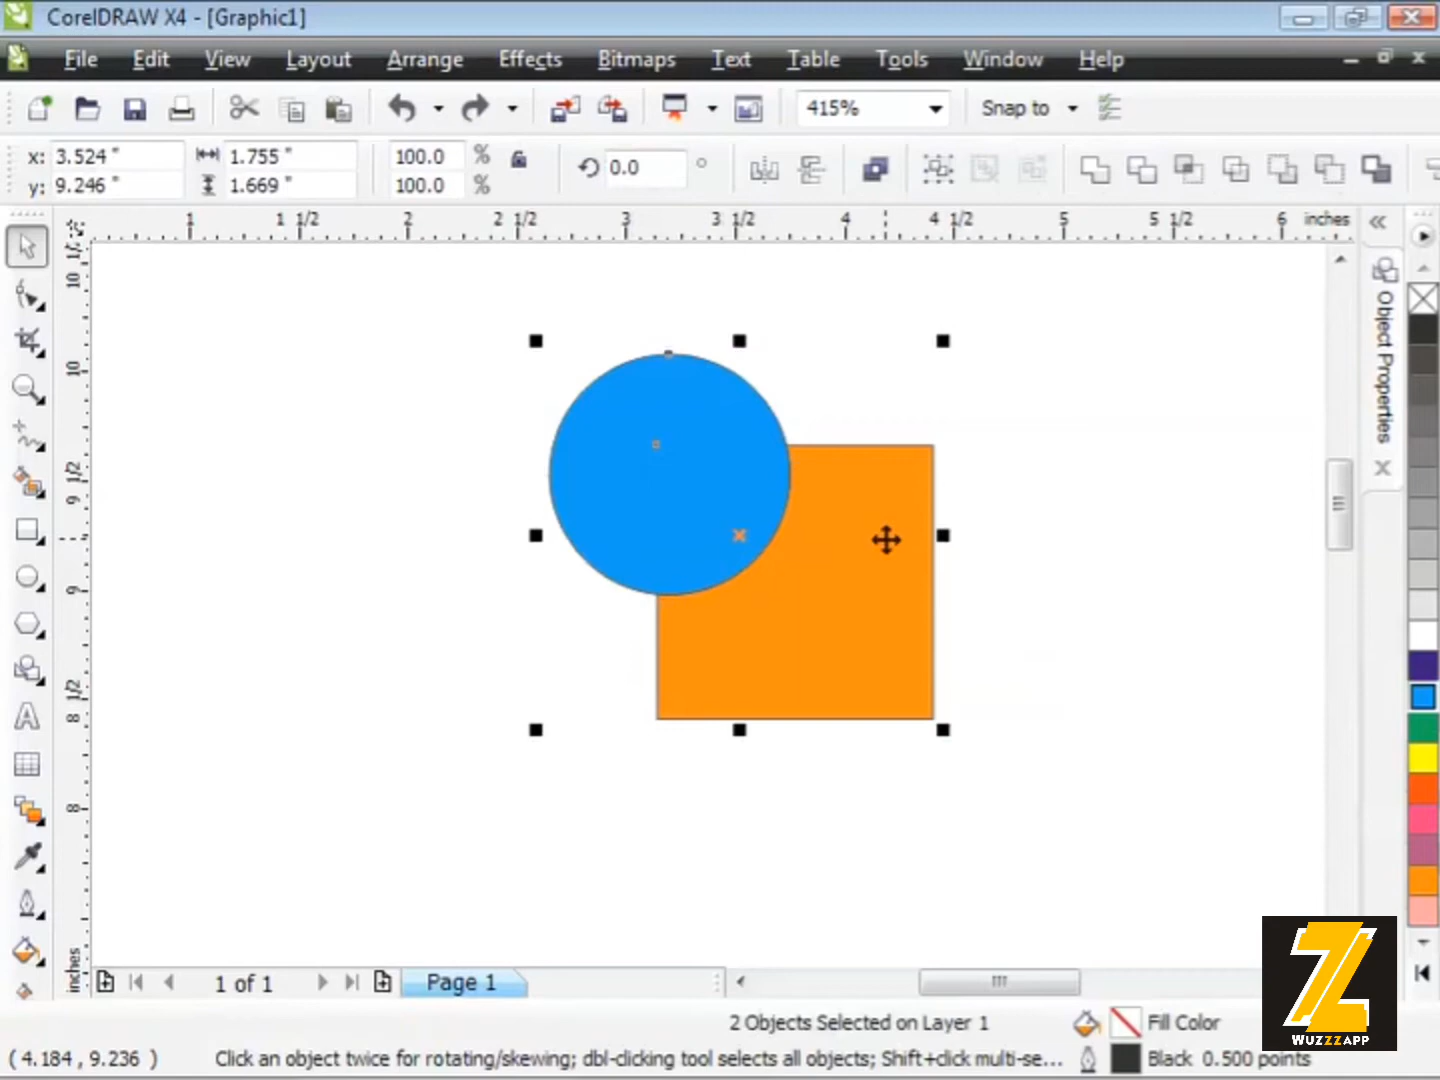 CorelDRAW X4 - [Graphic1]
File Edit View Layout Arrange Effects Bitmaps Text Table Tools Window Help
415% Snap to
x: 3.524 " 1.755 " 100.0 % 0.0 °
y: 9.246 " 1.669 " 100.0 %
1 1 1/2 2 2 1/2 3 3 1/2 4 4 1/2 5 5 1/2 6 inches
10
9 1/2
9
8 1/2
8
inches
Object Properties
1 of 1 Page 1
2 Objects Selected on Layer 1 Fill Color
( 4.184 , 9.236 ) Click an object twice for rotating/skewing; dbl-clicking tool selects all objects; Shift+click multi-se... Black 0.500 points
WUZZZAPP